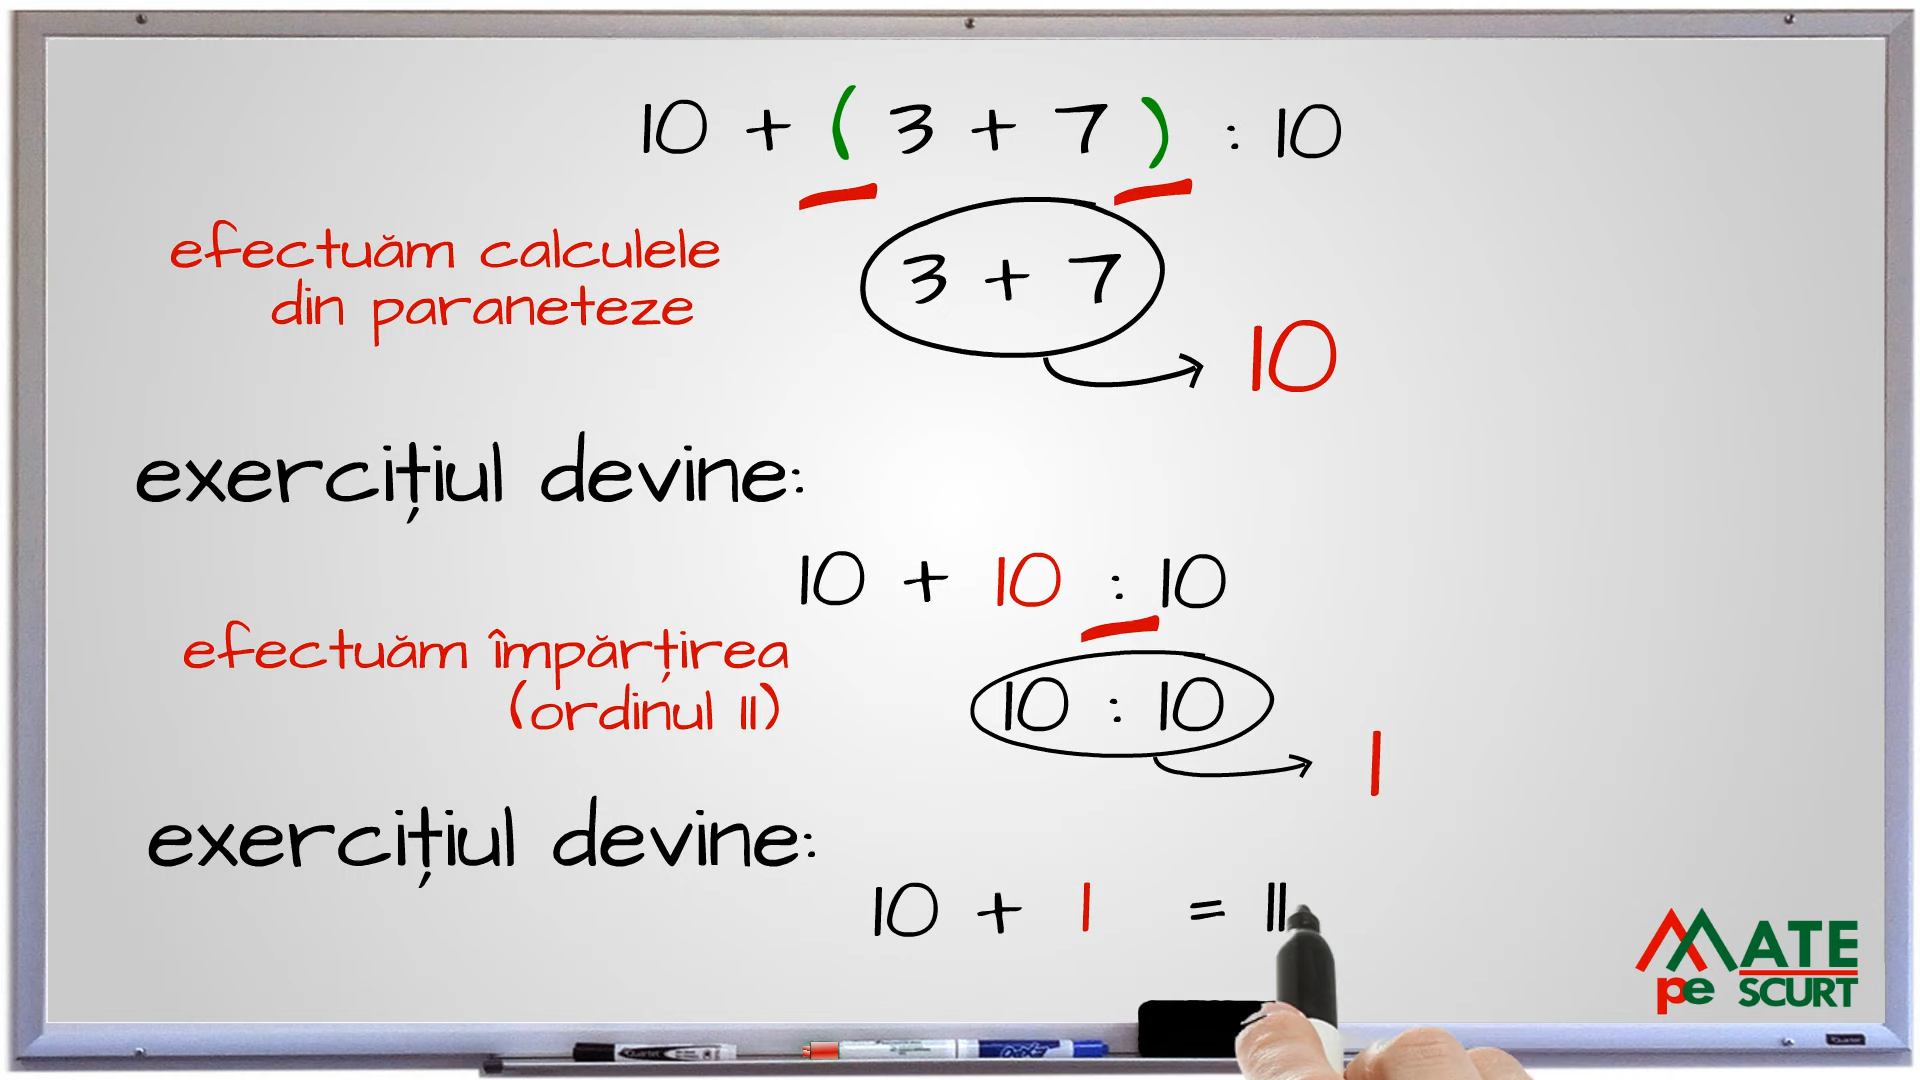 10 + ( 3 + 7 ) : 10
efectuăm calculele
din paraneteze
3 + 7
10
exercițiul devine:
10 + 10 : 10
efectuăm împărțirea
(ordinul II)
10 : 10
1
exercițiul devine:
10 + 1 = 11
MATE
pe SCURT